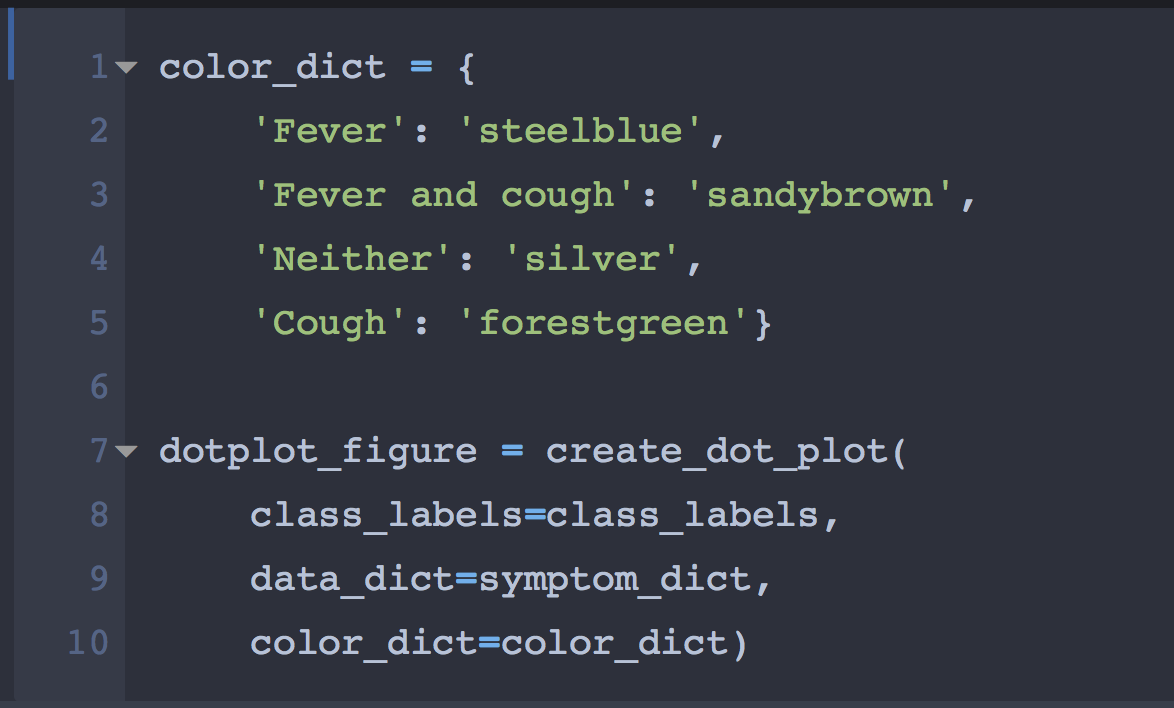 1 color_dict = {
2     'Fever': 'steelblue',
3     'Fever and cough': 'sandybrown',
4     'Neither': 'silver',
5     'Cough': 'forestgreen'}
6
7 dotplot_figure = create_dot_plot(
8     class_labels=class_labels,
9     data_dict=symptom_dict,
10     color_dict=color_dict)